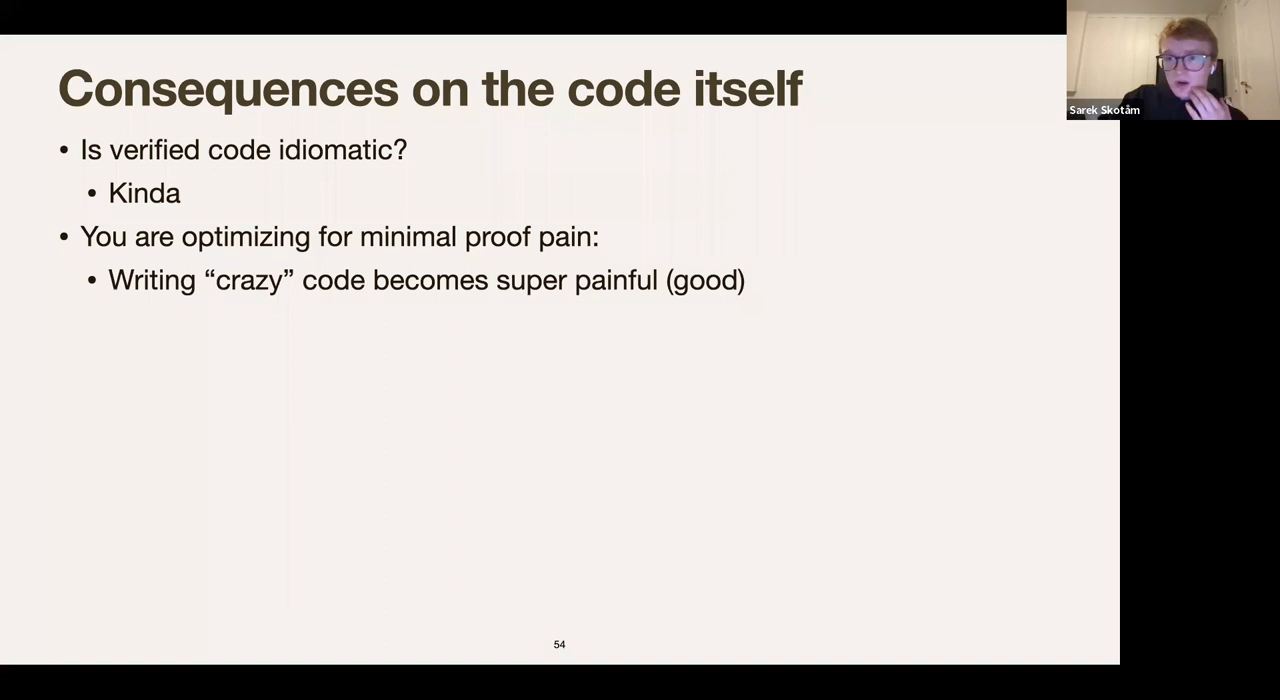 Consequences on the code itself
Sarek Skotåm
• Is verified code idiomatic?
• Kinda
• You are optimizing for minimal proof pain:
• Writing “crazy” code becomes super painful (good)
54